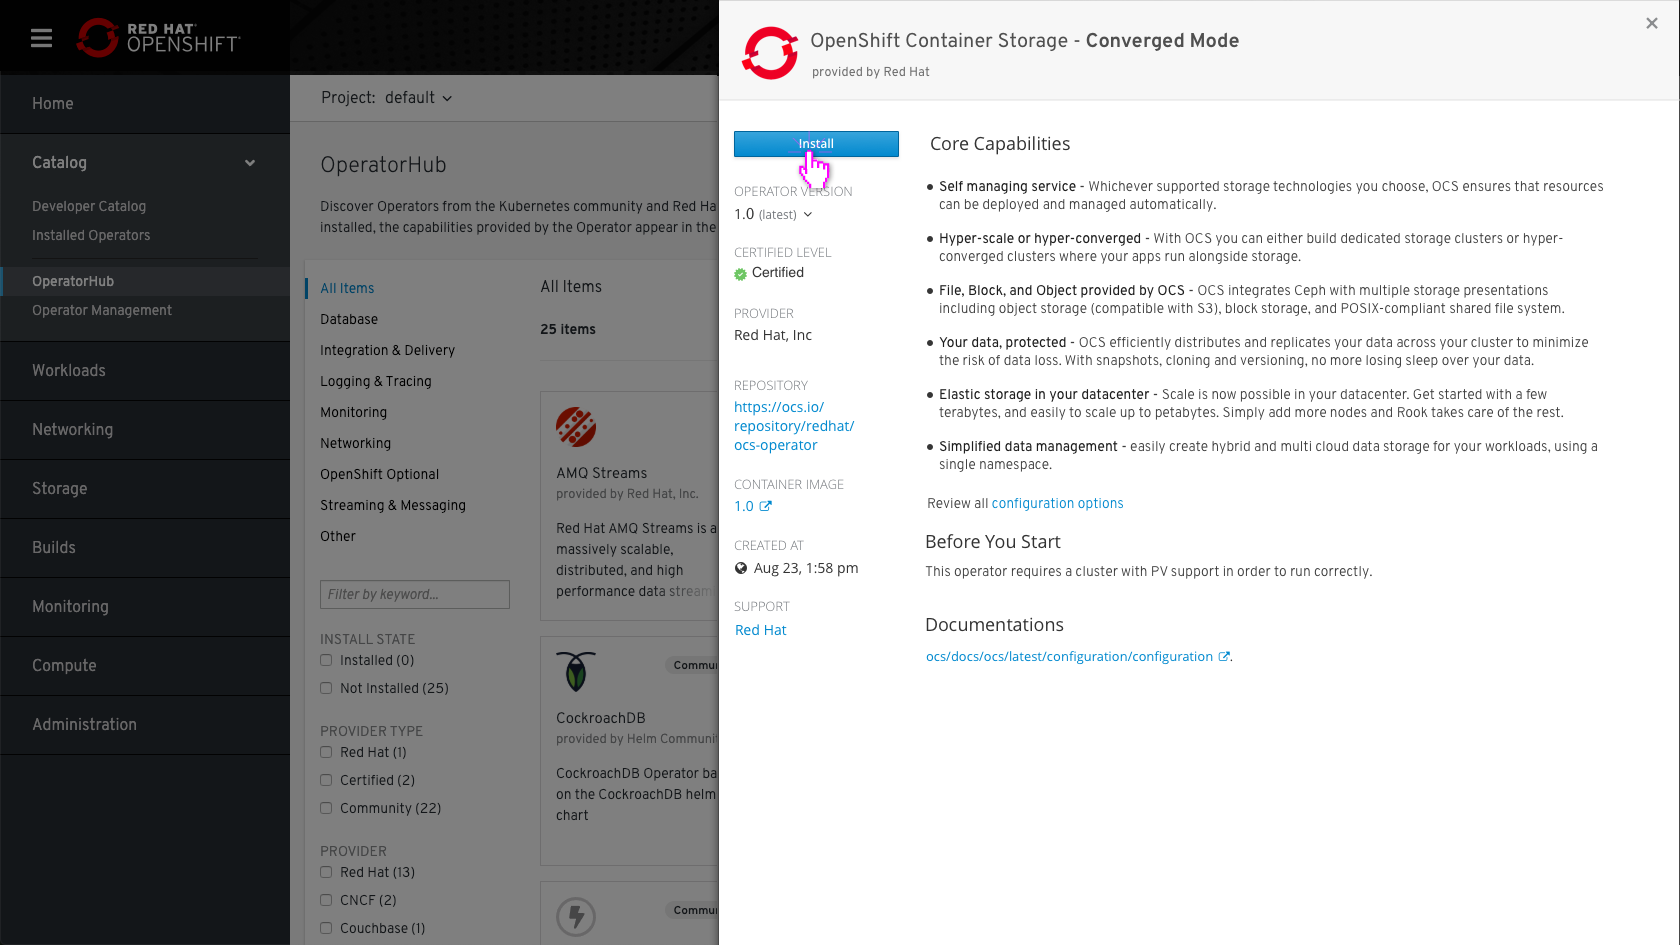 RED HAT®
OPENSHIFT®
Home
Catalog
Developer Catalog
Installed Operators
OperatorHub
Operator Management
Workloads
Networking
Storage
Builds
Monitoring
Compute
Administration
Project: default
OperatorHub
Discover Operators from the Kubernetes community and Red Ha
installed, the capabilities provided by the Operator appear in the
All Items
Database
Integration & Delivery
Logging & Tracing
Monitoring
Networking
OpenShift Optional
Streaming & Messaging
Other
Filter by keyword...
INSTALL STATE
Installed (0)
Not Installed (25)
PROVIDER TYPE
Red Hat (1)
Certified (2)
Community (22)
PROVIDER
Red Hat (13)
CNCF (2)
Couchbase (1)
All Items
25 items
AMQ Streams
provided by Red Hat, Inc.
Red Hat AMQ Streams is a
massively scalable,
distributed, and high
performance data streami
Commu
CockroachDB
provided by Helm Communit
CockroachDB Operator ba
on the CockroachDB helm
chart
Commu
OpenShift Container Storage - Converged Mode
provided by Red Hat
Install
OPERATOR VERSION
1.0 (latest)
CERTIFIED LEVEL
Certified
PROVIDER
Red Hat, Inc
REPOSITORY
https://ocs.io/
repository/redhat/
ocs-operator
CONTAINER IMAGE
1.0
CREATED AT
Aug 23, 1:58 pm
SUPPORT
Red Hat
Core Capabilities
• Self managing service - Whichever supported storage technologies you choose, OCS ensures that resources
can be deployed and managed automatically.
• Hyper-scale or hyper-converged - With OCS you can either build dedicated storage clusters or hyper-
converged clusters where your apps run alongside storage.
• File, Block, and Object provided by OCS - OCS integrates Ceph with multiple storage presentations
including object storage (compatible with S3), block storage, and POSIX-compliant shared file system.
• Your data, protected - OCS efficiently distributes and replicates your data across your cluster to minimize
the risk of data loss. With snapshots, cloning and versioning, no more losing sleep over your data.
• Elastic storage in your datacenter - Scale is now possible in your datacenter. Get started with a few
terabytes, and easily to scale up to petabytes. Simply add more nodes and Rook takes care of the rest.
• Simplified data management - easily create hybrid and multi cloud data storage for your workloads, using a
single namespace.
Review all configuration options
Before You Start
This operator requires a cluster with PV support in order to run correctly.
Documentations
ocs/docs/ocs/latest/configuration/configuration .